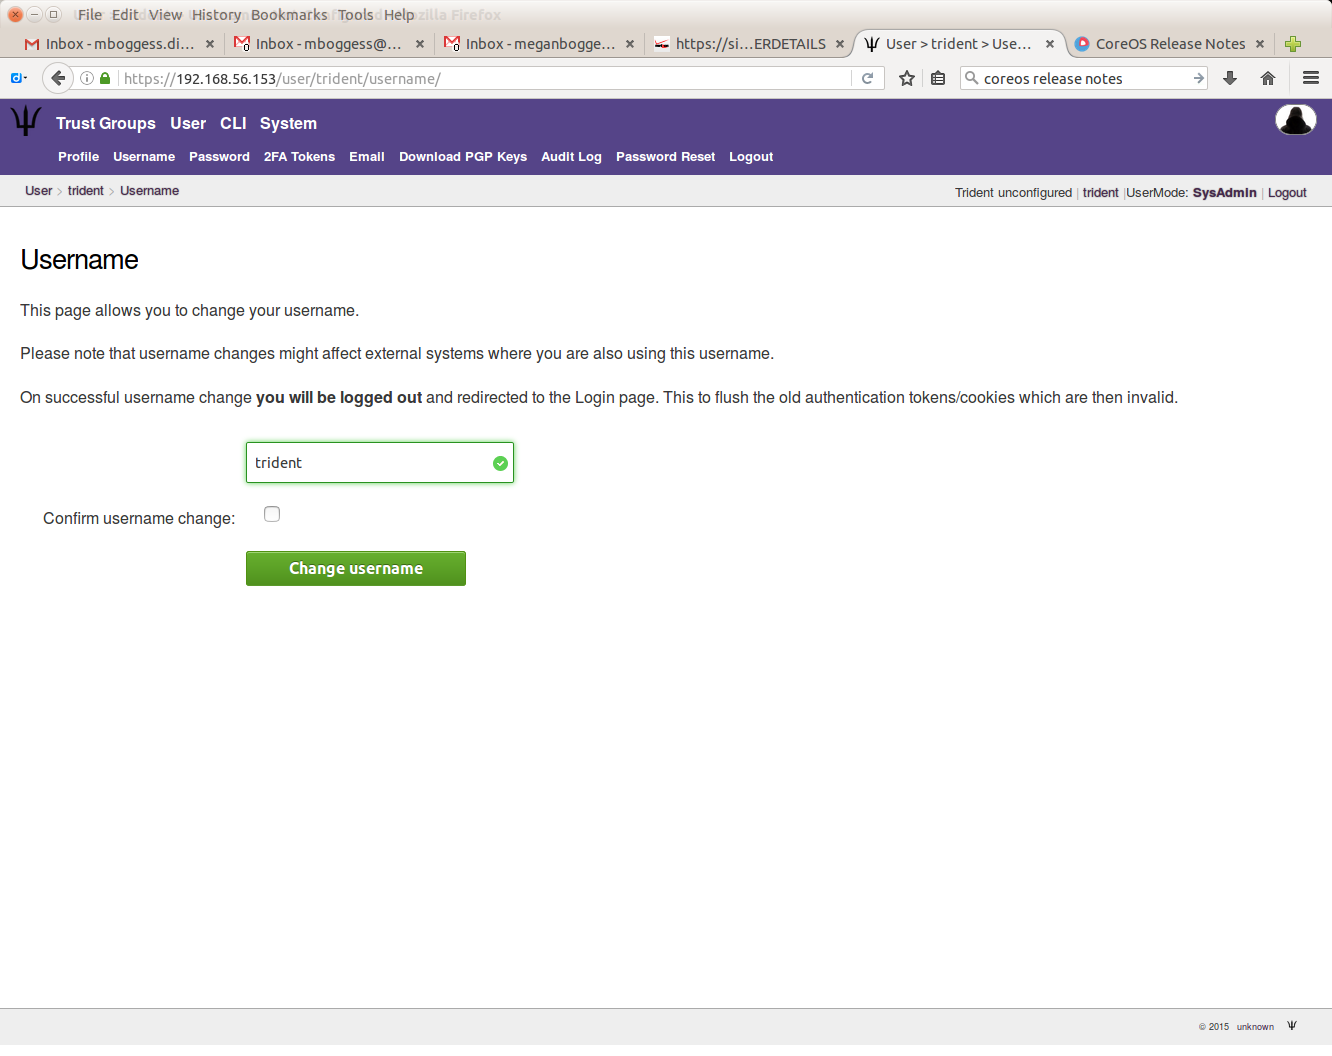 File Edit View History Bookmarks Tools Help
Inbox - mboggess.di... Inbox - mboggess@... Inbox - meganbogge... https://si...ERDETAILS User > trident > Use... CoreOS Release Notes
https://192.168.56.153/user/trident/username/ coreos release notes
Trust Groups User CLI System
Profile Username Password 2FA Tokens Email Download PGP Keys Audit Log Password Reset Logout
User > trident > Username Trident unconfigured | trident |UserMode: SysAdmin | Logout
Username
This page allows you to change your username.
Please note that username changes might affect external systems where you are also using this username.
On successful username change you will be logged out and redirected to the Login page. This to flush the old authentication tokens/cookies which are then invalid.
trident
Confirm username change:
Change username
© 2015 unknown